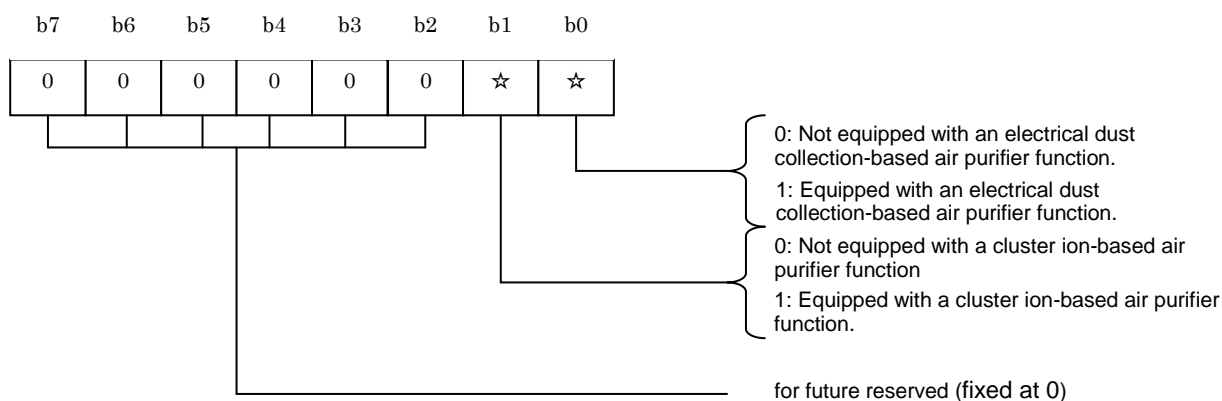 b7 b6 b5 b4 b3 b2 b1 b0
0 0 0 0 0 0 ☆ ☆
0: Not equipped with an electrical dust
collection-based air purifier function.
1: Equipped with an electrical dust
collection-based air purifier function.
0: Not equipped with a cluster ion-based air
purifier function
1: Equipped with a cluster ion-based air purifier
function.
for future reserved (fixed at 0)